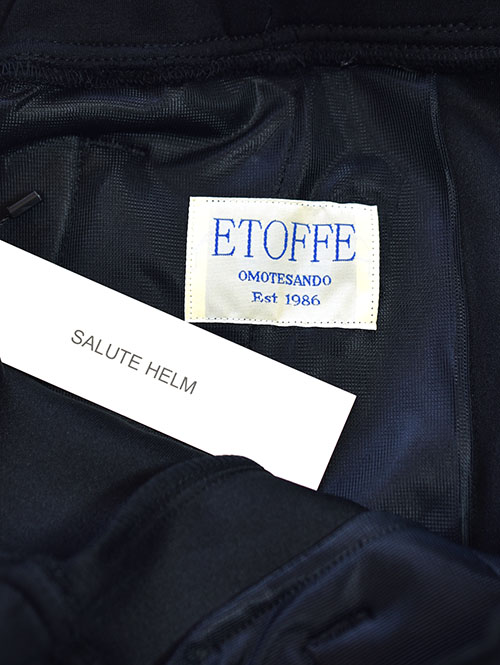 ETOFFE
OMOTESANDO
Est 1986
SALUTE HELM